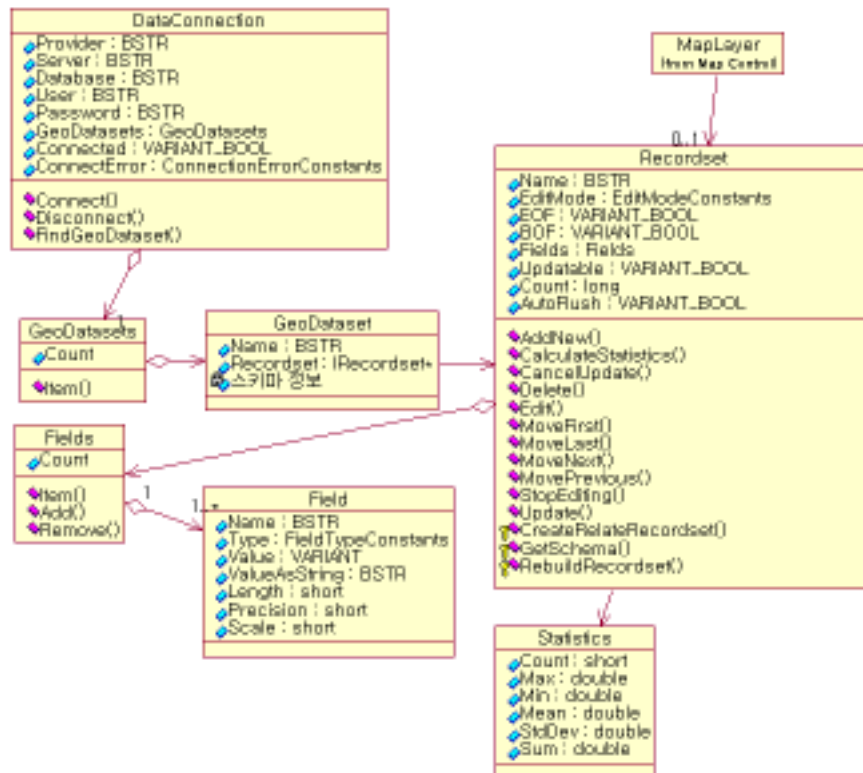 DataConnection
Provider : BSTR
Server : BSTR
Database : BSTR
User : BSTR
Password : BSTR
GeoDatasets : GeoDatasets
Connected : VARIANT_BOOL
ConnectError : ConnectionErrorConstants
Connect()
Disconnect()
FindGeoDataset()
MapLayer
(from Map Control)
0..1
Recordset
Name : BSTR
EditMode : EditModeConstants
EOF : VARIANT_BOOL
BOF : VARIANT_BOOL
Fields : Fields
Updatable : VARIANT_BOOL
Count : long
AutoFlush : VARIANT_BOOL
AddNew()
CalculateStatistics()
CancelUpdate()
Delete()
Edit()
MoveFirst()
MoveLast()
MoveNext()
MovePrevious()
StopEditing()
Update()
CreateRelateRecordset()
GetSchema()
RebuildRecordset()
1
GeoDatasets
Count
Item()
GeoDataset
Name : BSTR
Recordset : IRecordset*
스키마 정보
Fields
Count
Item()
Add()
Remove()
1
1..*
Field
Name : BSTR
Type : FieldTypeConstants
Value : VARIANT
ValueAsString : BSTR
Length : short
Precision : short
Scale : short
Statistics
Count : short
Max : double
Min : double
Mean : double
StdDev : double
Sum : double